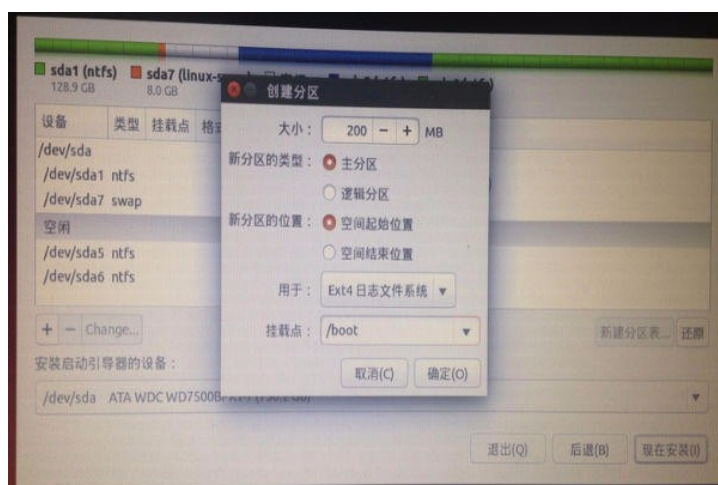 sda1 (ntfs) sda7 (linux-s
128.9 GB 8.0 GB
创建分区
设备 类型 挂载点
/dev/sda
/dev/sda1 ntfs
/dev/sda7 swap
空闲
/dev/sda5 ntfs
/dev/sda6 ntfs
大小： 200 － + MB
新分区的类型： 主分区
逻辑分区
新分区的位置： 空间起始位置
空间结束位置
用于： Ext4 日志文件系统
挂载点： /boot
取消(C) 确定(O)
+ － Change... 新建分区表... 还原
安装启动引导器的设备：
/dev/sda ATA WDC WD7500B
退出(Q) 后退(B) 现在安装(I)